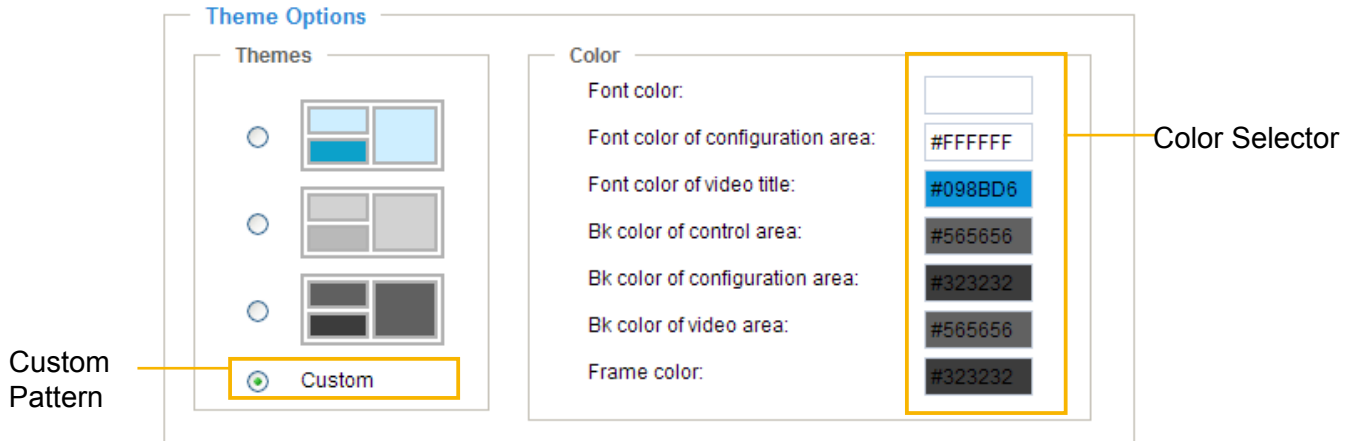 Theme Options
Themes
Custom
Color
Font color:
Font color of configuration area: #FFFFFF
Font color of video title: #098BD6
Bk color of control area: #565656
Bk color of configuration area: #323232
Bk color of video area: #565656
Frame color: #323232
Color Selector
Custom
Pattern